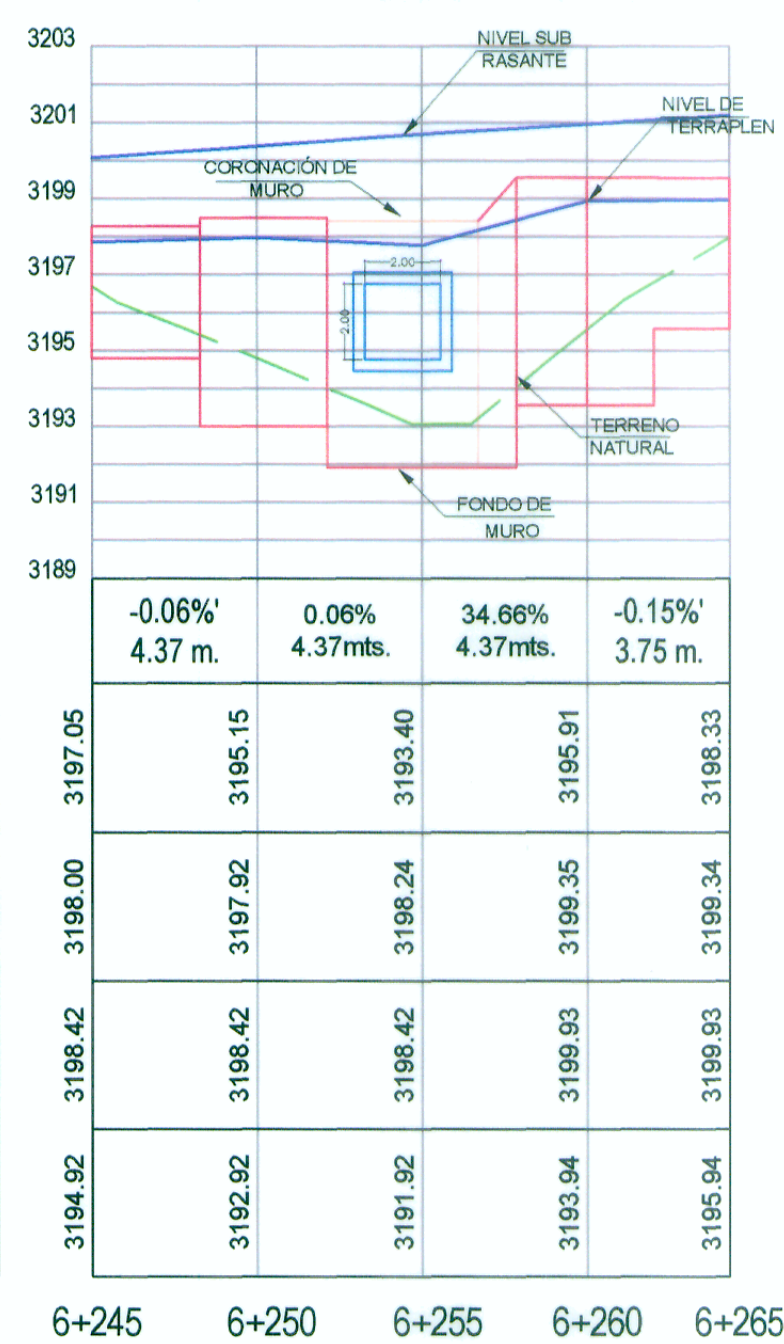 3203
NIVEL SUB
RASANTE
3201
NIVEL DE
TERRAPLEN
CORONACIÓN DE
MURO
3199
3197
2.00
2.00
3195
3193
TERRENO
NATURAL
3191
FONDO DE
MURO
3189
-0.06%'
4.37 m.
0.06%
4.37mts.
34.66%
4.37mts.
-0.15%'
3.75 m.
3197.05
3195.15
3193.40
3195.91
3198.33
3198.00
3197.92
3198.24
3199.35
3199.34
3198.42
3198.42
3198.42
3199.93
3199.93
3194.92
3192.92
3191.92
3193.94
3195.94
6+245
6+250
6+255
6+260
6+265